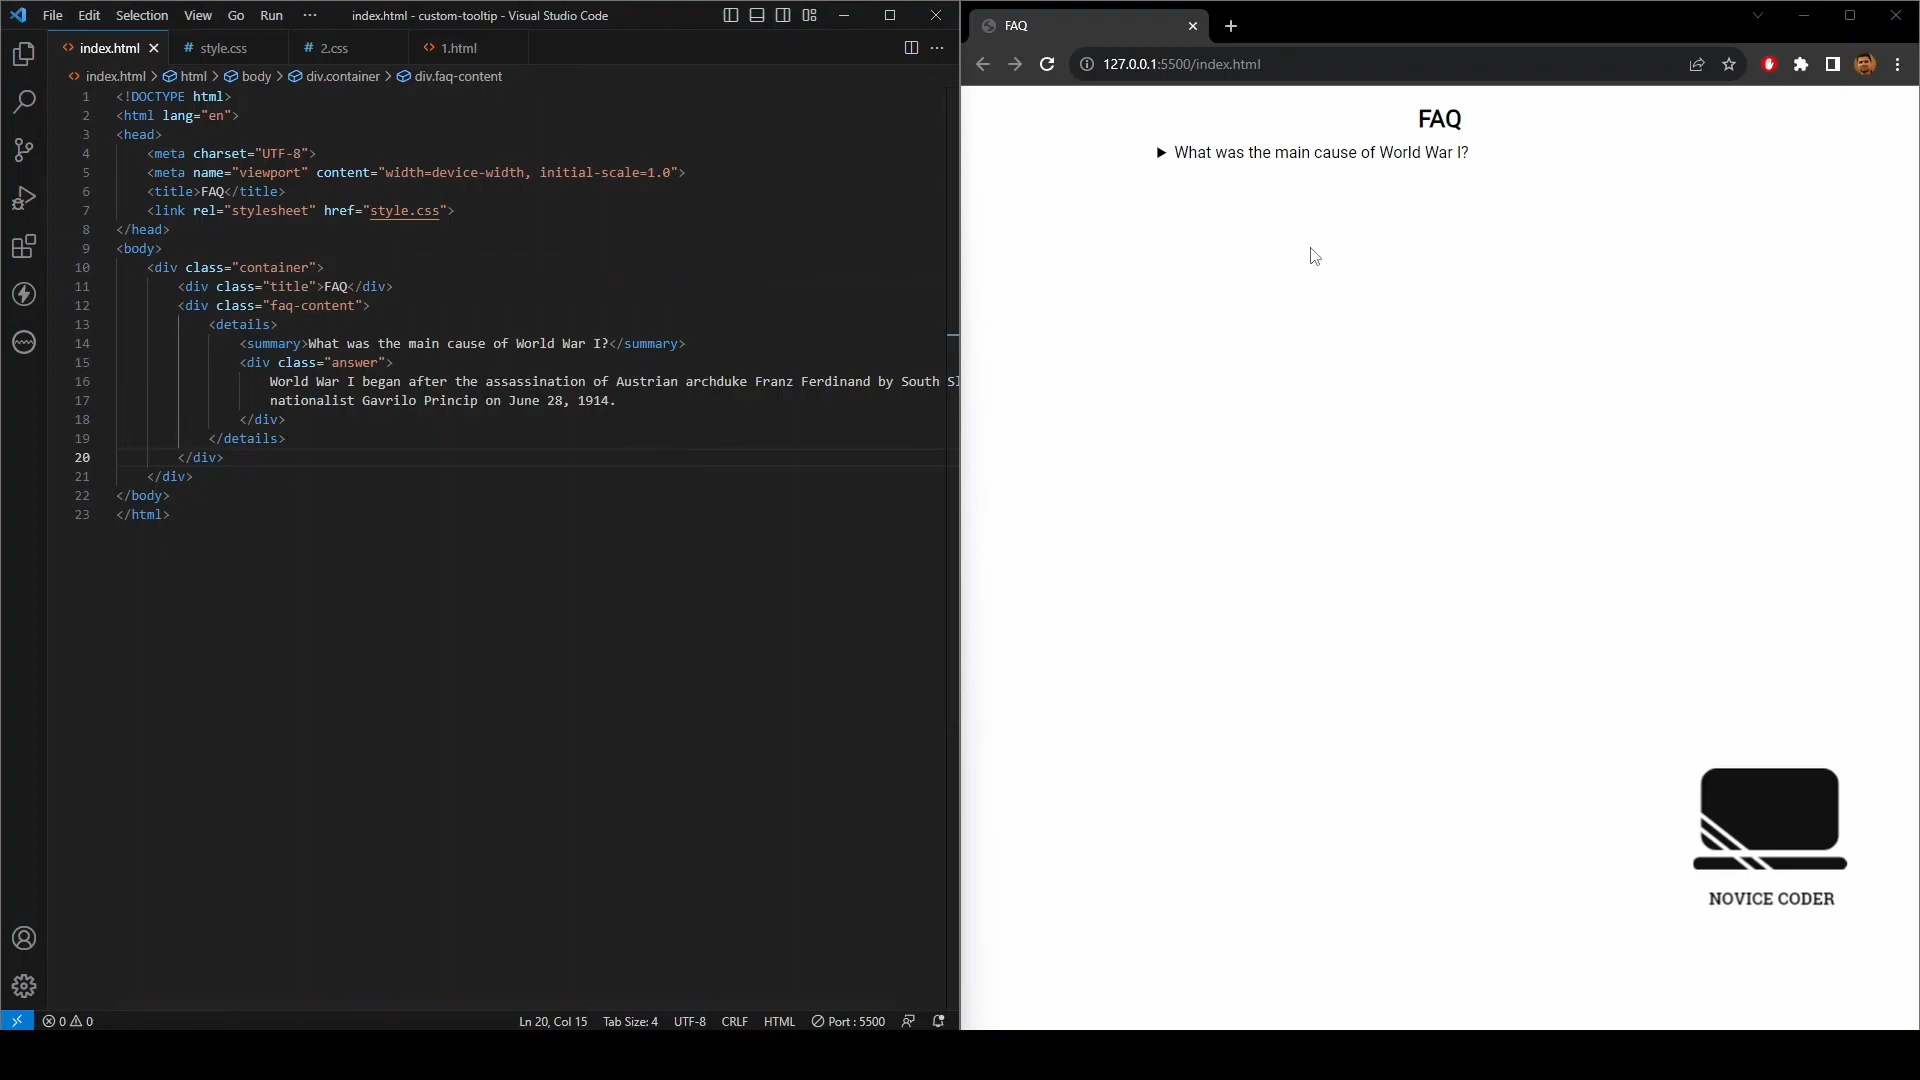 File Edit Selection View Go Run ··· index.html - custom-tooltip - Visual Studio Code
index.html style.css 2.css 1.html
index.html > html > body > div.container > div.faq-content
1 <!DOCTYPE html>
2 <html lang="en">
3 <head>
4 <meta charset="UTF-8">
5 <meta name="viewport" content="width=device-width, initial-scale=1.0">
6 <title>FAQ</title>
7 <link rel="stylesheet" href="style.css">
8 </head>
9 <body>
10 <div class="container">
11 <div class="title">FAQ</div>
12 <div class="faq-content">
13 <details>
14 <summary>What was the main cause of World War I?</summary>
15 <div class="answer">
16 World War I began after the assassination of Austrian archduke Franz Ferdinand by South Sl
17 nationalist Gavrilo Princip on June 28, 1914.
18 </div>
19 </details>
20 </div>
21 </div>
22 </body>
23 </html>
0 0 Ln 20, Col 15 Tab Size: 4 UTF-8 CRLF HTML Port : 5500
FAQ
127.0.0.1:5500/index.html
FAQ
What was the main cause of World War I?
NOVICE CODER